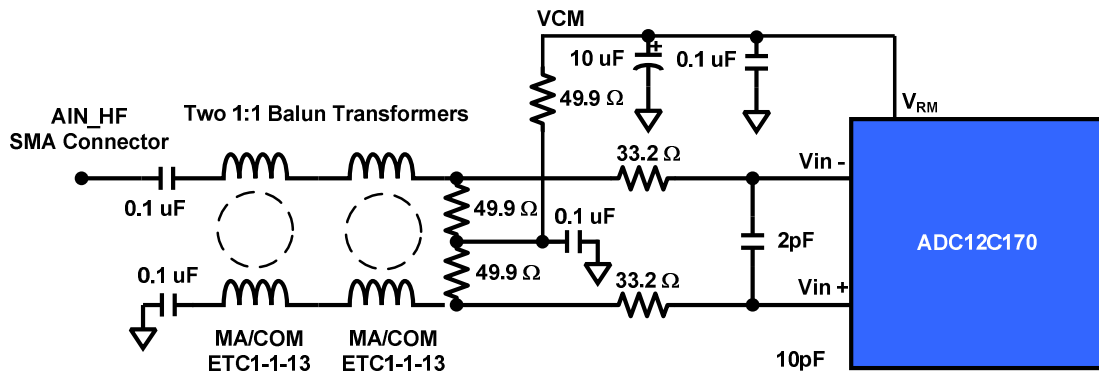 VCM
10 uF
+
0.1 uF
49.9 Ω
VRM
AIN_HF
SMA Connector
Two 1:1 Balun Transformers
33.2 Ω
Vin -
0.1 uF
49.9 Ω
0.1 uF
2pF
ADC12C170
0.1 uF
49.9 Ω
33.2 Ω
Vin +
MA/COM
ETC1-1-13
MA/COM
ETC1-1-13
10pF